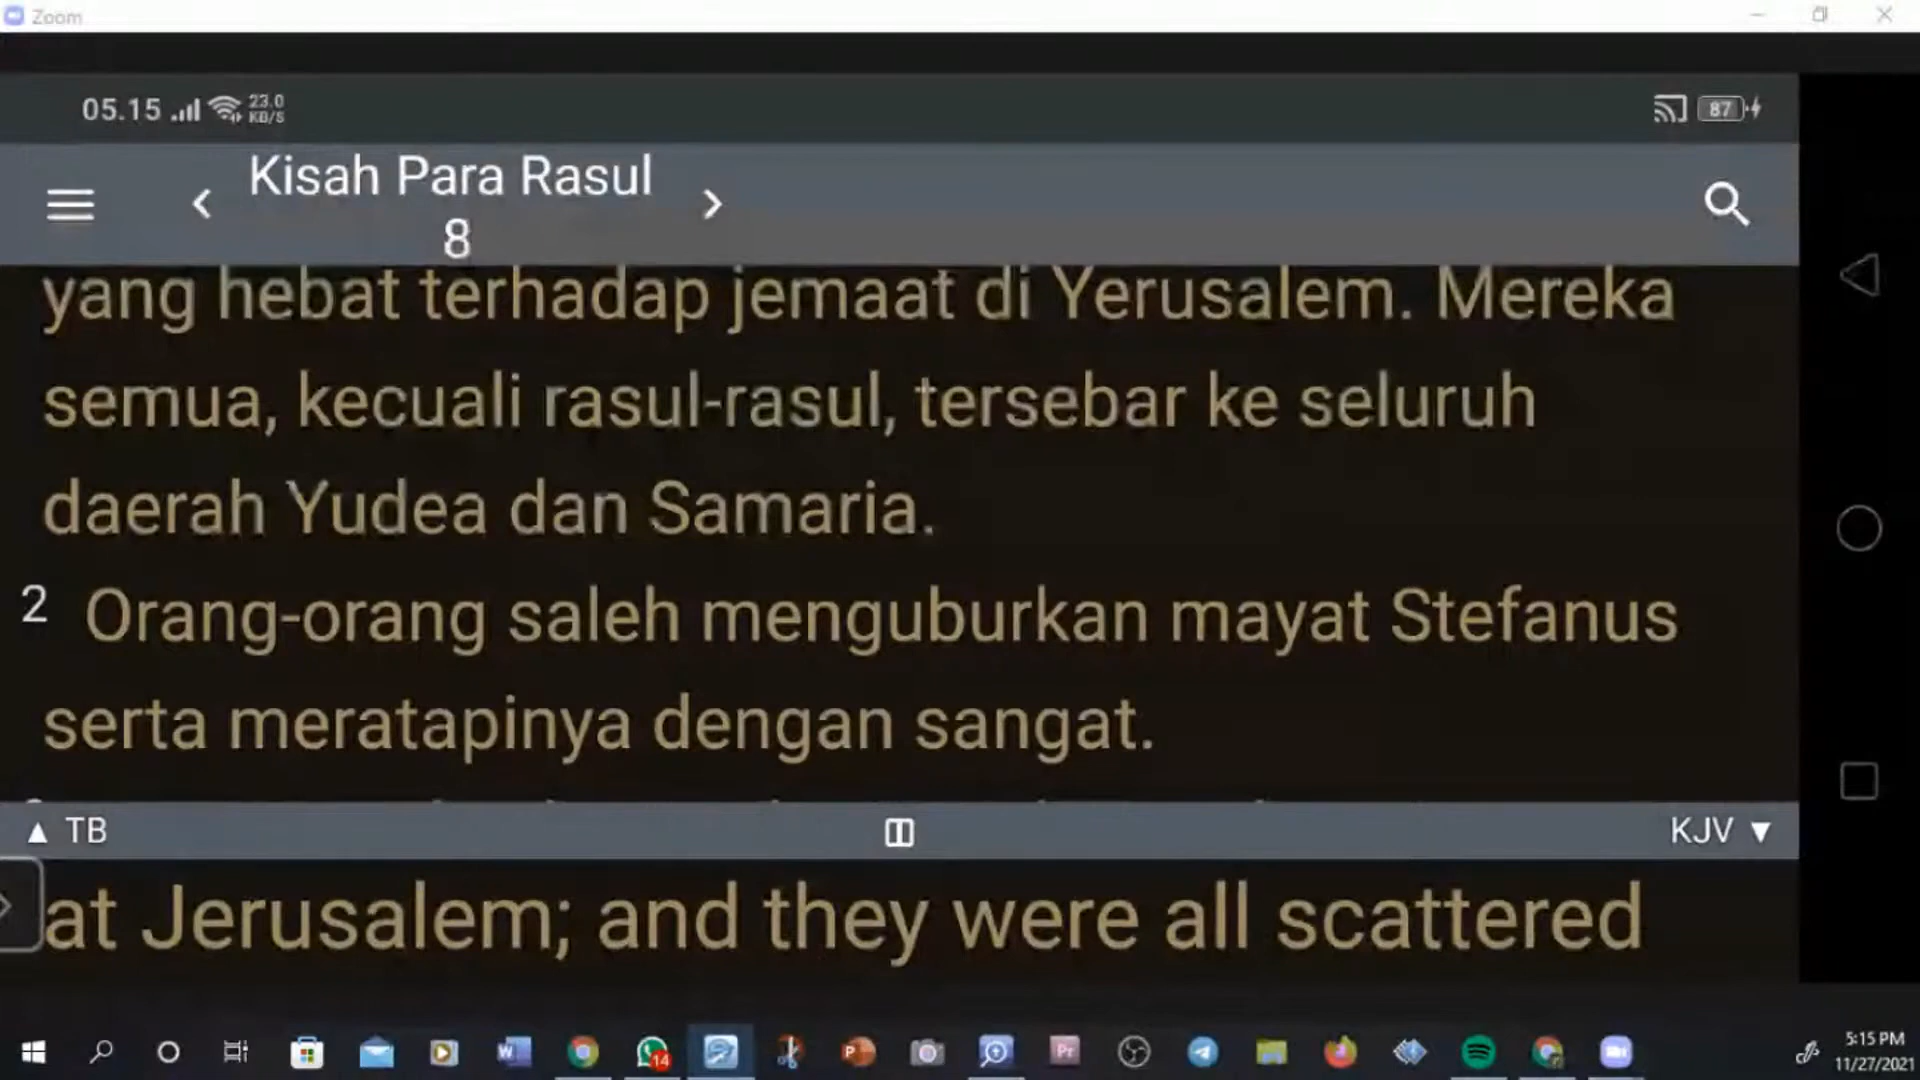 Zoom
05.15 23.0 KB/S 87
Kisah Para Rasul
8
yang hebat terhadap jemaat di Yerusalem. Mereka
semua, kecuali rasul-rasul, tersebar ke seluruh
daerah Yudea dan Samaria.
2 Orang-orang saleh menguburkan mayat Stefanus
serta meratapinya dengan sangat.
TB KJV
at Jerusalem; and they were all scattered
14
Pr
5:15 PM
11/27/2021